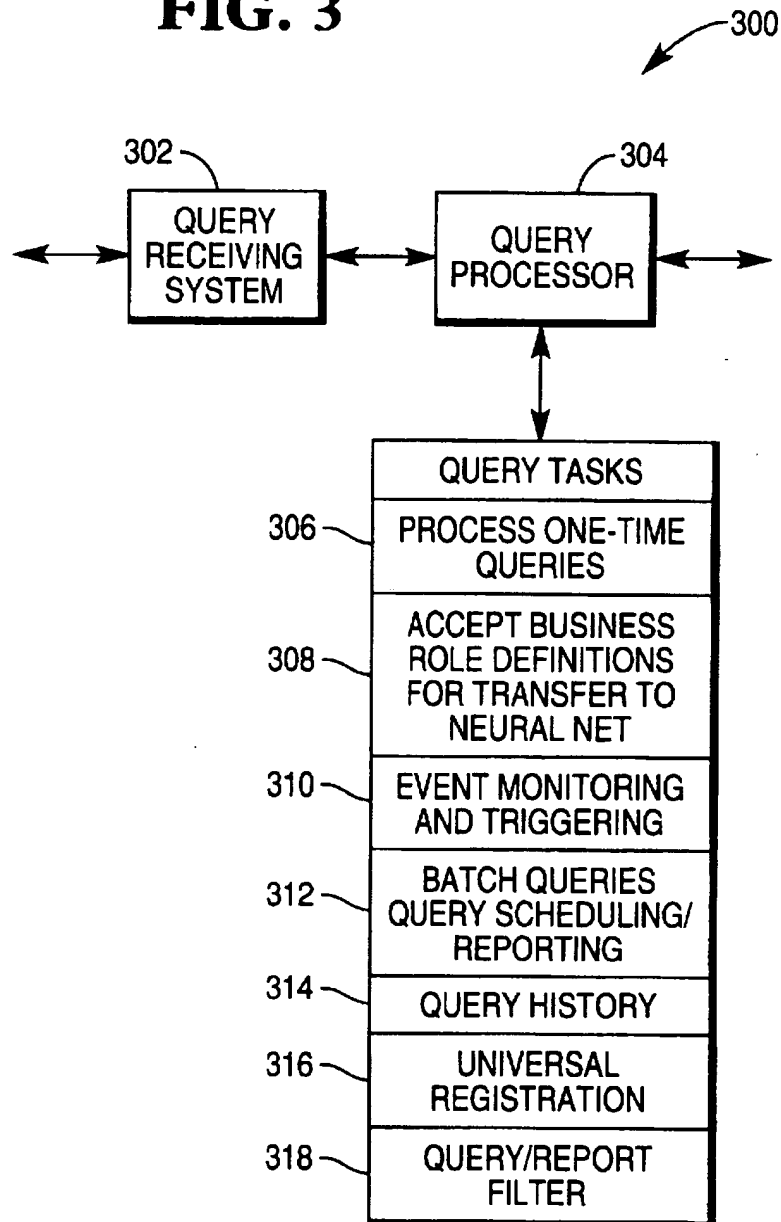 FIG. 3
300
302
304
QUERY
RECEIVING
SYSTEM
QUERY
PROCESSOR
QUERY TASKS
306
PROCESS ONE-TIME
QUERIES
308
ACCEPT BUSINESS
ROLE DEFINITIONS
FOR TRANSFER TO
NEURAL NET
310
EVENT MONITORING
AND TRIGGERING
312
BATCH QUERIES
QUERY SCHEDULING/
REPORTING
314
QUERY HISTORY
316
UNIVERSAL
REGISTRATION
318
QUERY/REPORT
FILTER